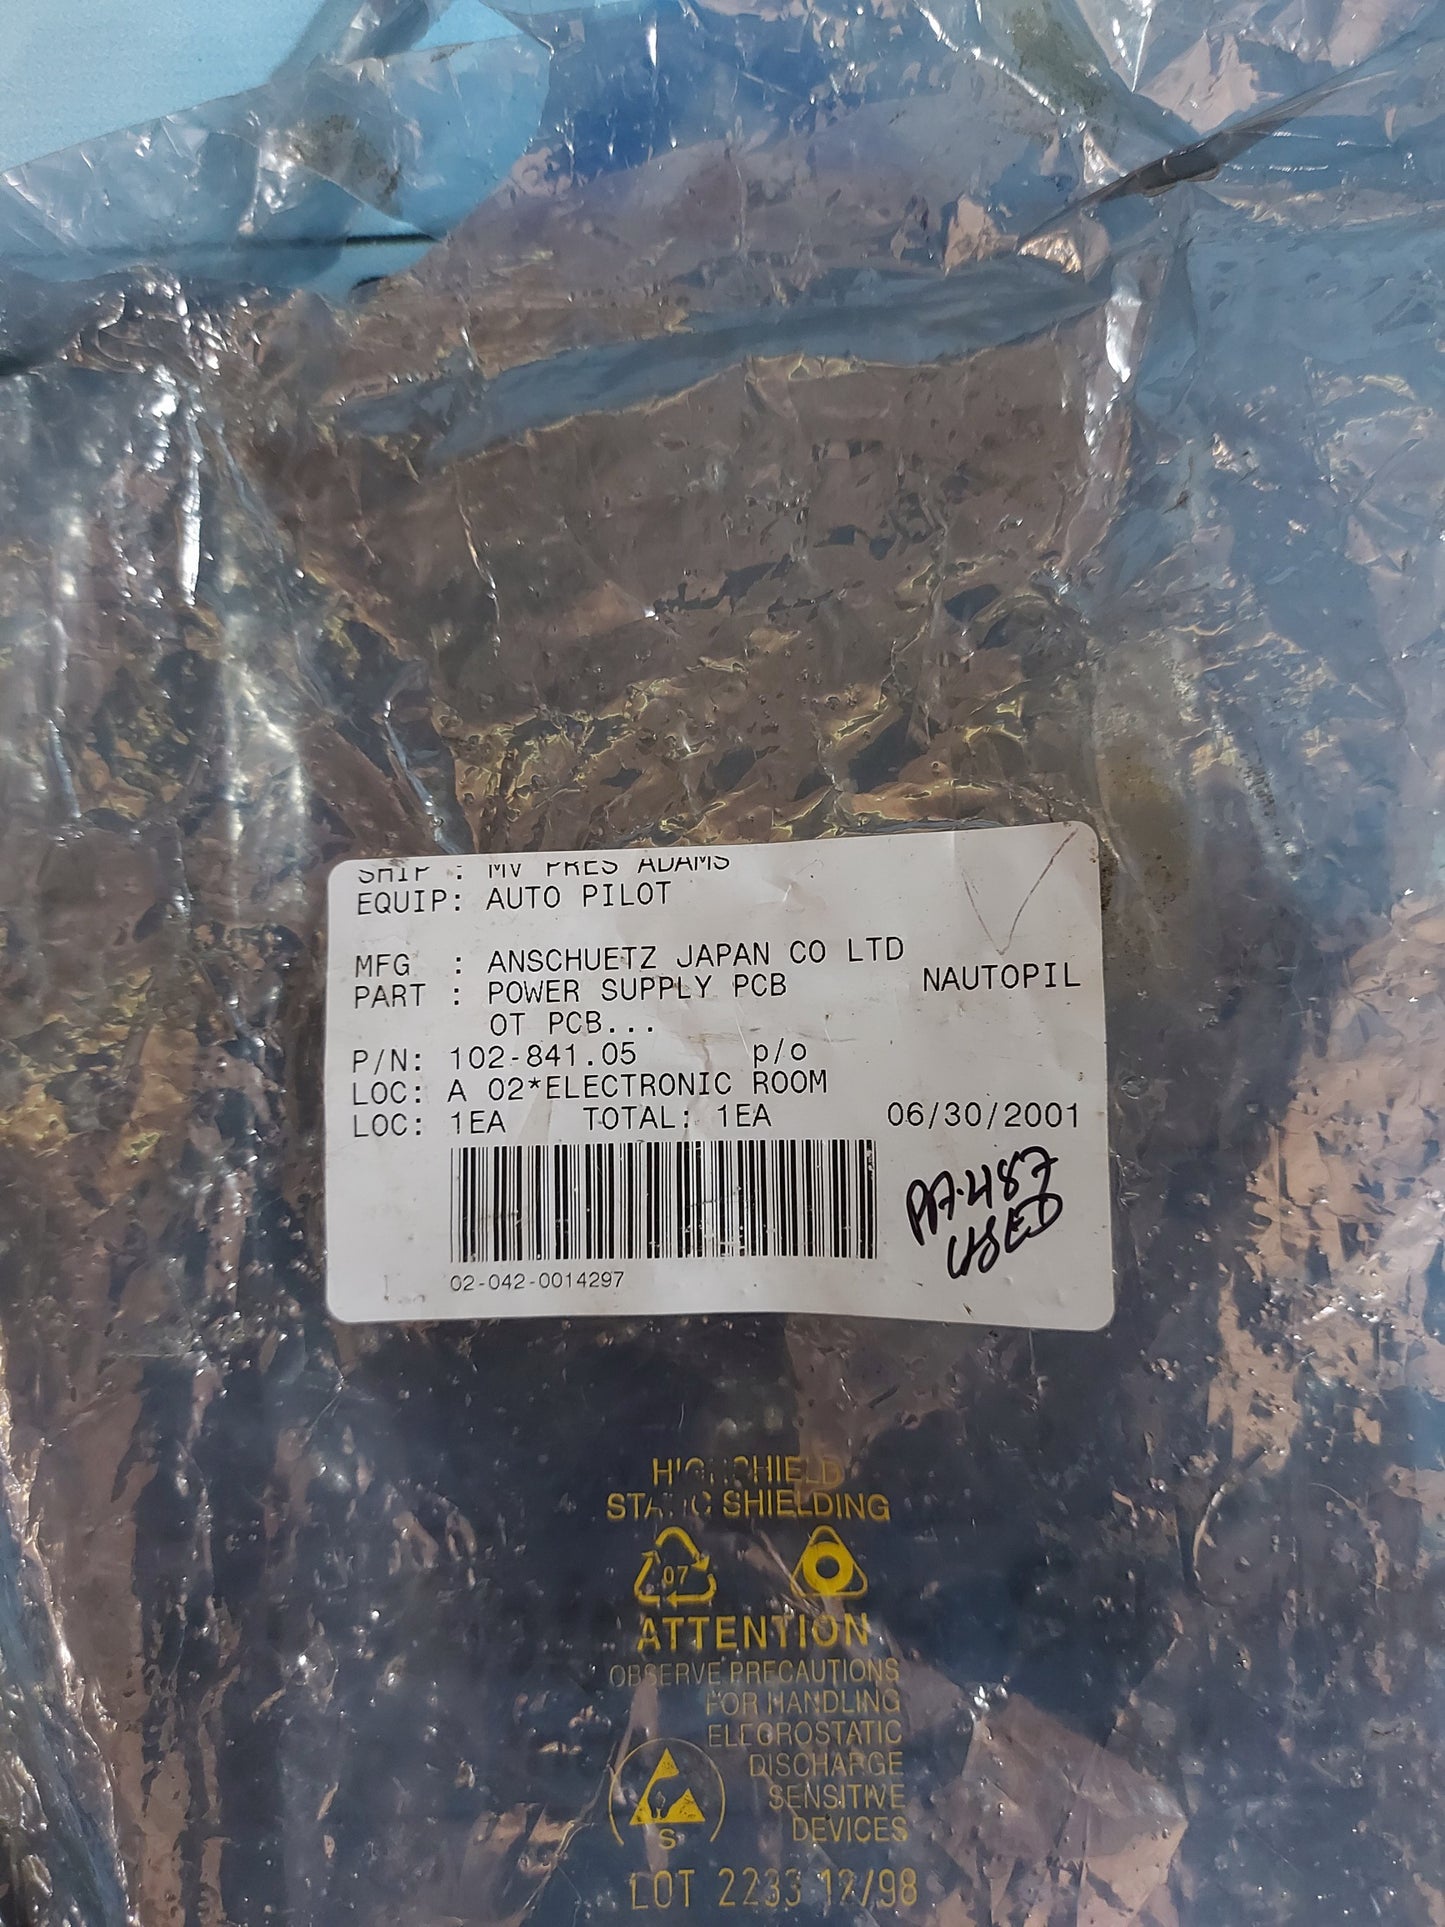 SHIP : MV PRES ADAMS
EQUIP: AUTO PILOT
MFG : ANSCHUETZ JAPAN CO LTD
PART : POWER SUPPLY PCB NAUTOPIL
OT PCB...
P/N: 102-841.05 p/o
LOC: A 02*ELECTRONIC ROOM
LOC: 1EA TOTAL: 1EA 06/30/2001
02-042-0014297
USED
STATIC SHIELDING
07
ATTENTION
OBSERVE PRECAUTIONS
FOR HANDLING
ELECROSTATIC
DISCHARGE
SENSITIVE
DEVICES
S
LOT 2233 12/98